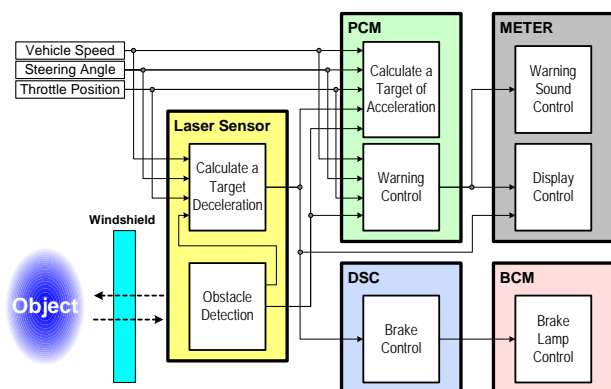 Vehicle Speed
Steering Angle
Throttle Position
PCM
Calculate a
Target of
Acceleration
Warning
Control
METER
Warning
Sound
Control
Display
Control
Laser Sensor
Calculate a
Target
Deceleration
Obstacle
Detection
Windshield
Object
DSC
Brake
Control
BCM
Brake
Lamp
Control